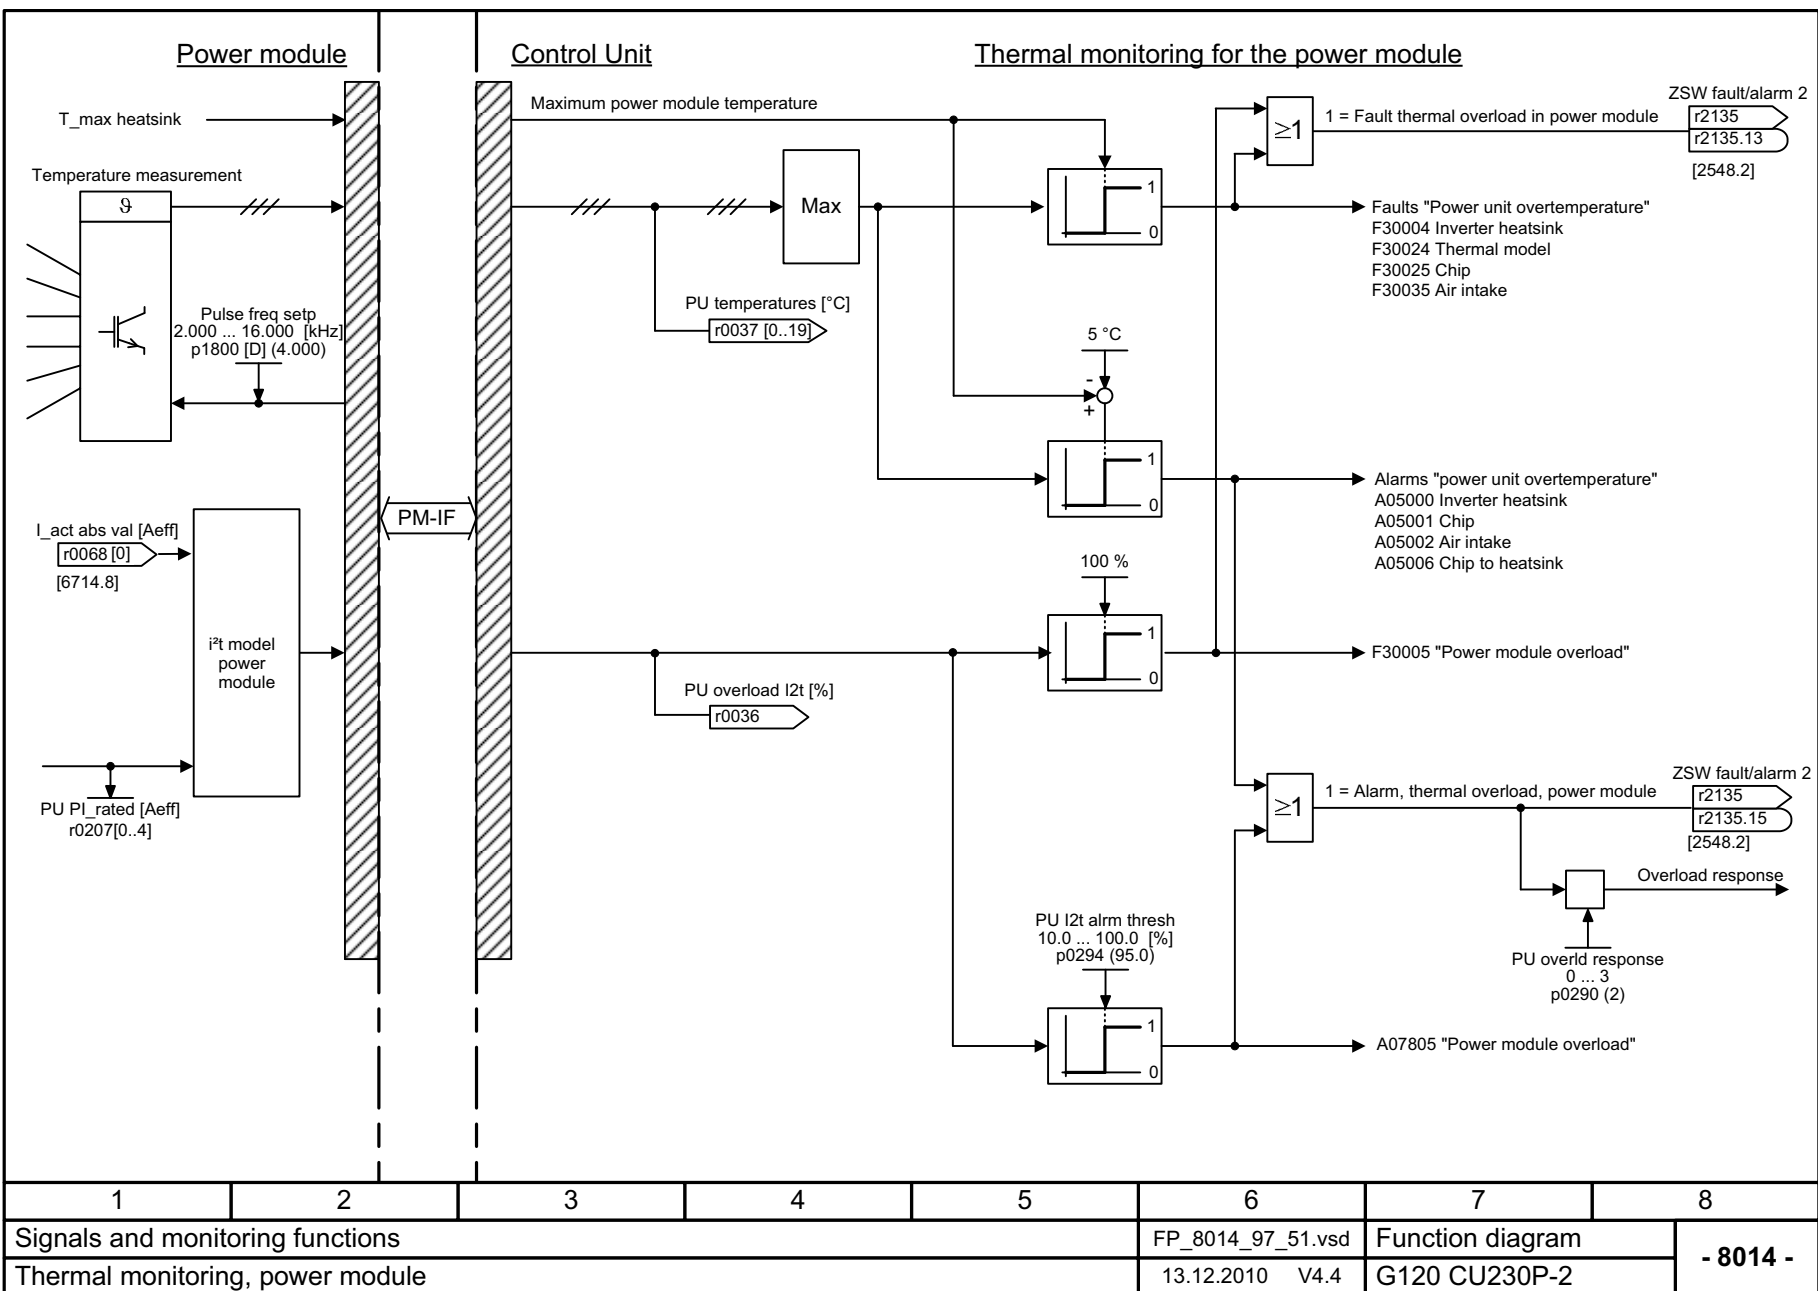 Power module
Control Unit
Thermal monitoring for the power module
T_max heatsink
Maximum power module temperature
≥1
1 = Fault thermal overload in power module
ZSW fault/alarm 2
r2135
r2135.13
[2548.2]
Temperature measurement
ϑ
Max
1
0
Faults "Power unit overtemperature"
F30004 Inverter heatsink
F30024 Thermal model
F30025 Chip
F30035 Air intake
Pulse freq setp
2.000 ... 16.000 [kHz]
p1800 [D] (4.000)
PU temperatures [°C]
r0037 [0..19]
5 °C
-
+
1
0
Alarms "power unit overtemperature"
A05000 Inverter heatsink
A05001 Chip
A05002 Air intake
A05006 Chip to heatsink
PM-IF
I_act abs val [Aeff]
r0068 [0]
[6714.8]
i²t model
power
module
100 %
1
0
F30005 "Power module overload"
PU overload I2t [%]
r0036
PU PI_rated [Aeff]
r0207[0..4]
≥1
1 = Alarm, thermal overload, power module
ZSW fault/alarm 2
r2135
r2135.15
[2548.2]
Overload response
PU overld response
0 ... 3
p0290 (2)
PU I2t alrm thresh
10.0 ... 100.0 [%]
p0294 (95.0)
1
0
A07805 "Power module overload"
1 2 3 4 5 6 7 8
Signals and monitoring functions
FP_8014_97_51.vsd
Function diagram
- 8014 -
Thermal monitoring, power module
13.12.2010 V4.4
G120 CU230P-2